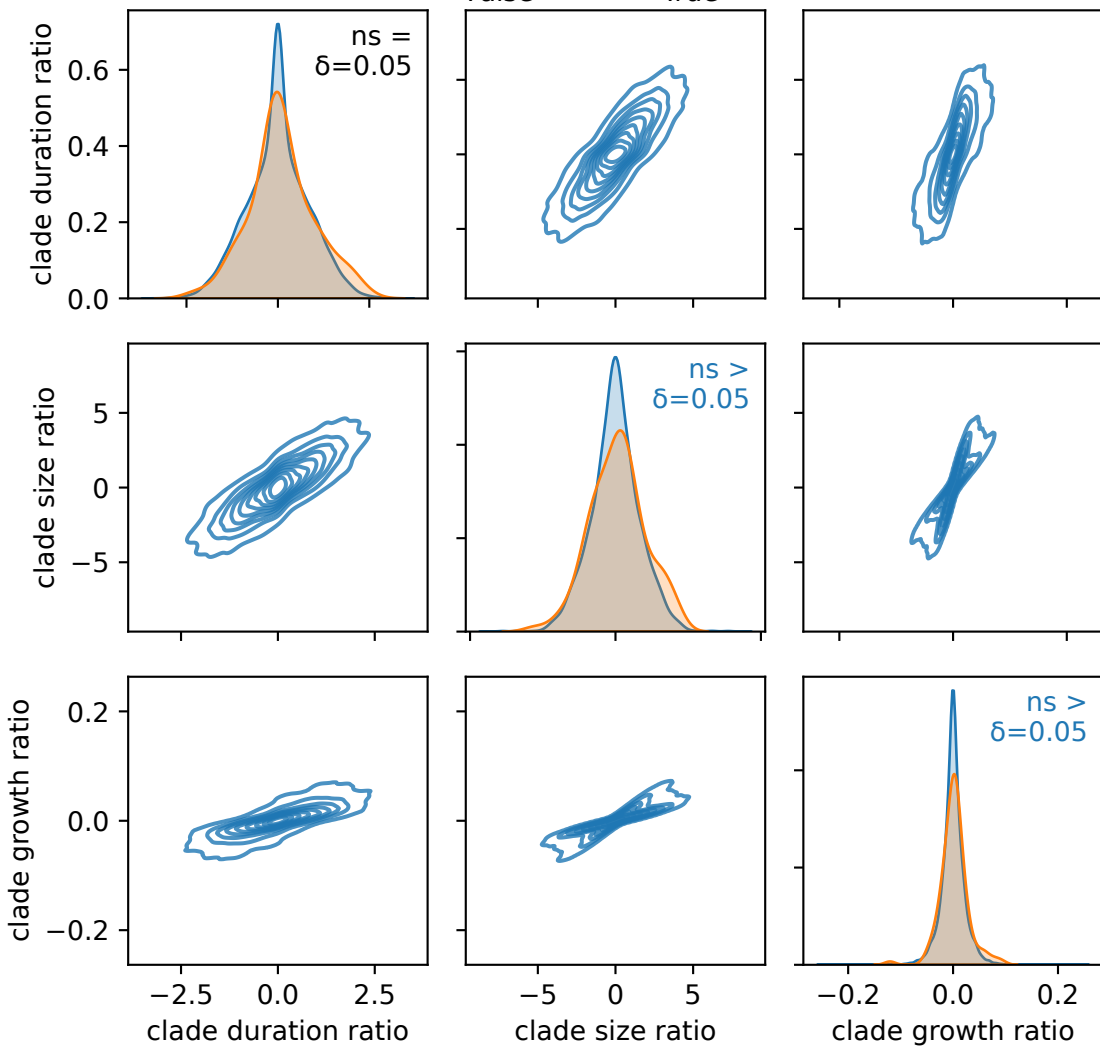 clade duration ratio
0.6
0.4
0.2
0.0
ns =
δ=0.05
clade size ratio
5
0
−5
ns >
δ=0.05
clade growth ratio
0.2
0.0
−0.2
ns >
δ=0.05
−2.5 0.0 2.5
−5 0 5
−0.2 0.0 0.2
clade duration ratio
clade size ratio
clade growth ratio